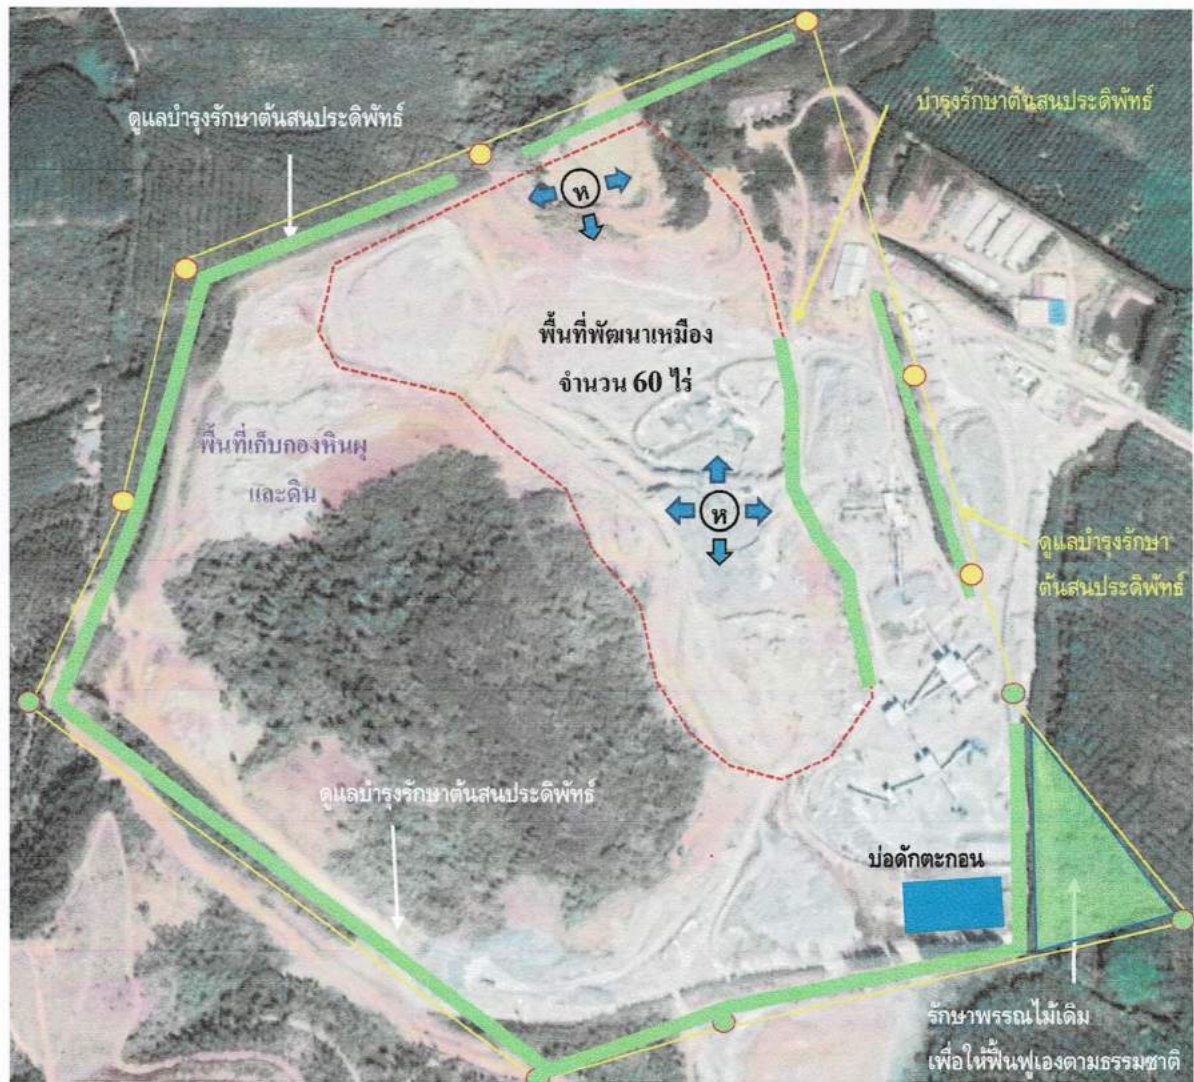 ดูแลบำรุงรักษาต้นสนประดิพัทธ์
บำรุงรักษาต้นสนประดิพัทธ์
ห
พื้นที่พัฒนาเหมือง
จำนวน 60 ไร่
พื้นที่เก็บกองหินผุ
และดิน
ห
ดูแลบำรุงรักษา
ต้นสนประดิพัทธ์
ดูแลบำรุงรักษาต้นสนประดิพัทธ์
บ่อดักตะกอน
รักษาพรรณไม้เดิม
เพื่อให้ฟื้นฟูเองตามธรรมชาติ